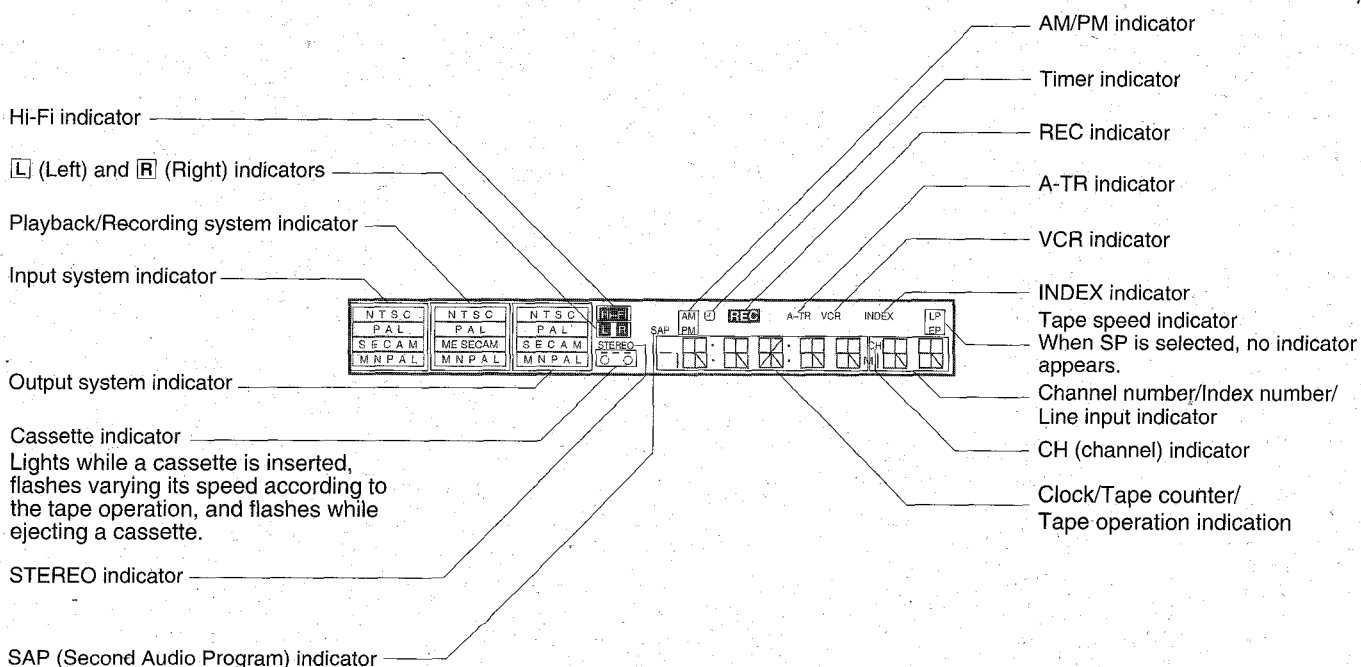 Hi-Fi indicator
L (Left) and R (Right) indicators
Playback/Recording system indicator
Input system indicator
Output system indicator
Cassette indicator
Lights while a cassette is inserted,
flashes varying its speed according to
the tape operation, and flashes while
ejecting a cassette.
STEREO indicator
SAP (Second Audio Program) indicator
NTSC
PAL
SECAM
MNPAL
NTSC
PAL
ME SECAM
MNPAL
NTSC
PAL
SECAM
MNPAL
Hi-Fi
L R
STEREO
SAP
AM
PM
REC
A-TR VCR INDEX
LP
EP
CH
M
AM/PM indicator
Timer indicator
REC indicator
A-TR indicator
VCR indicator
INDEX indicator
Tape speed indicator
When SP is selected, no indicator
appears.
Channel number/Index number/
Line input indicator
CH (channel) indicator
Clock/Tape counter/
Tape operation indication